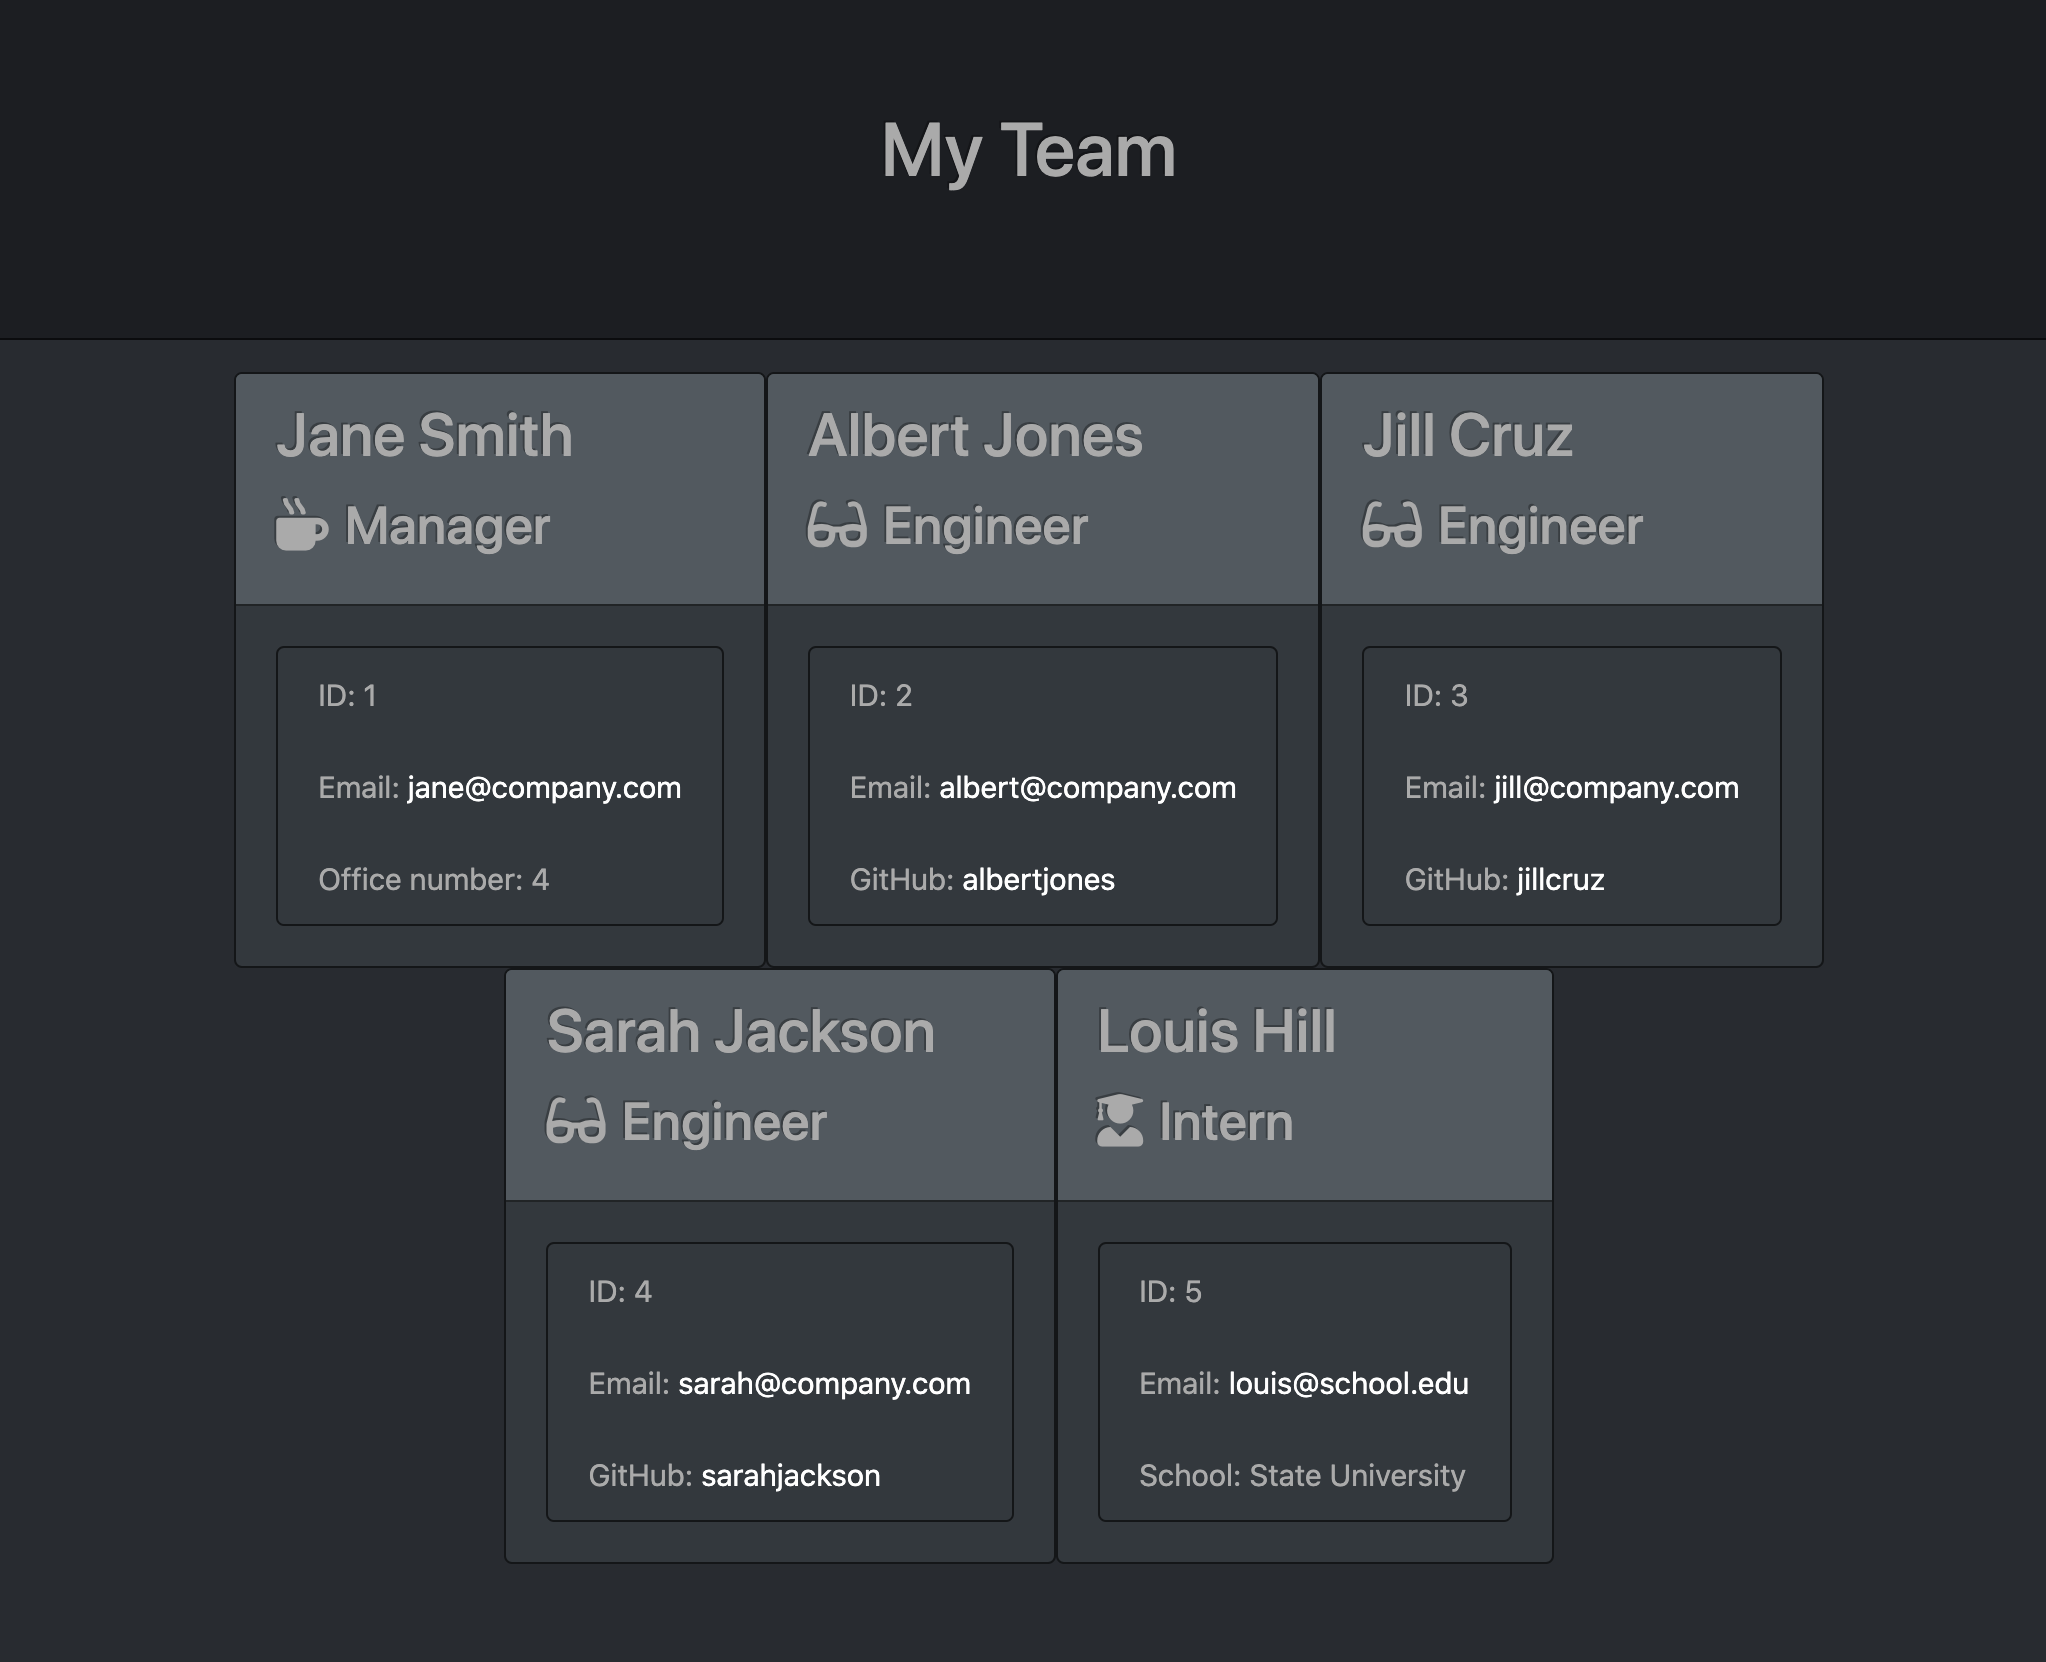 My Team
Jane Smith
Manager
ID: 1
Email: jane@company.com
Office number: 4
Albert Jones
Engineer
ID: 2
Email: albert@company.com
GitHub: albertjones
Jill Cruz
Engineer
ID: 3
Email: jill@company.com
GitHub: jillcruz
Sarah Jackson
Engineer
ID: 4
Email: sarah@company.com
GitHub: sarahjackson
Louis Hill
Intern
ID: 5
Email: louis@school.edu
School: State University